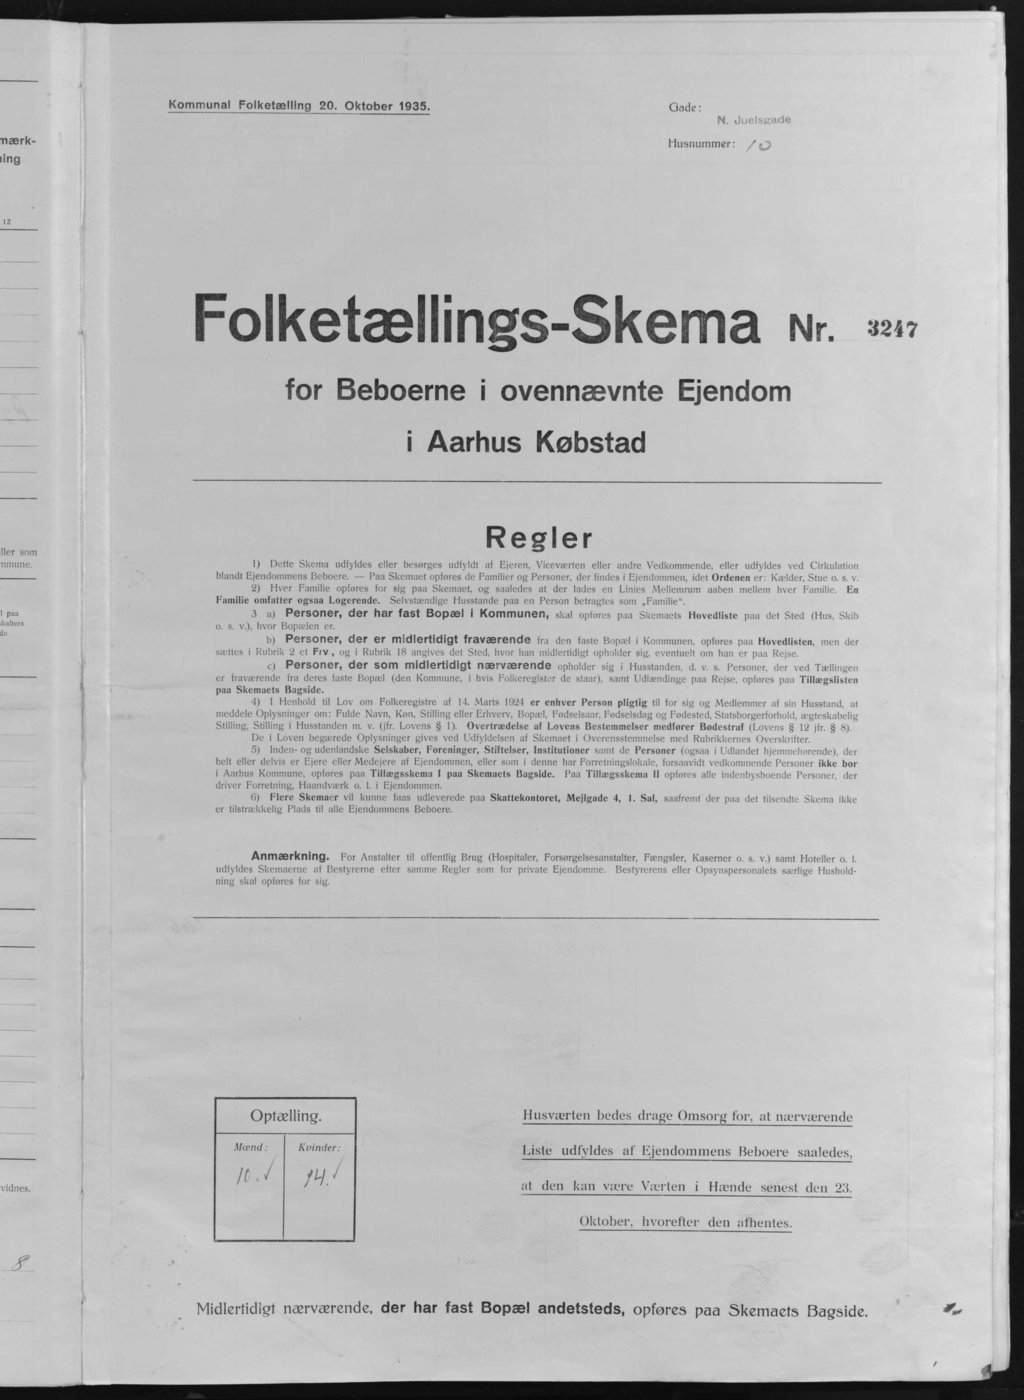 mærk-
ing
12
ller som
nmune.
l paa
kabers
de
vidnes.
8
Kommunal Folketælling 20. Oktober 1935.
Gade:
N. Juelsgade
Husnummer: 10
Folketællings-Skema Nr. 3247
for Beboerne i ovennævnte Ejendom
i Aarhus Købstad
Regler
1) Dette Skema udfyldes eller besørges udfyldt af Ejeren, Viceværten eller andre Vedkommende, eller udfyldes ved Cirkulation
blandt Ejendommens Beboere. — Paa Skemaet opføres de Familier og Personer, der findes i Ejendommen, idet Ordenen er: Kælder, Stue o. s. v.
2) Hver Familie opføres for sig paa Skemaet, og saaledes at der lades en Linies Mellemrum aaben mellem hver Familie. En
Familie omfatter ogsaa Logerende. Selvstændige Husstande paa en Person betragtes som „Familie“.
3 a) Personer, der har fast Bopæl i Kommunen, skal opføres paa Skemaets Hovedliste paa det Sted (Hus, Skib
o. s. v.), hvor Bopælen er.
b) Personer, der er midlertidigt fraværende fra den faste Bopæl i Kommunen, opføres paa Hovedlisten, men der
sættes i Rubrik 2 et Frv, og i Rubrik 18 angives det Sted, hvor han midlertidigt opholder sig, eventuelt om han er paa Rejse.
c) Personer, der som midlertidigt nærværende opholder sig i Husstanden, d. v. s. Personer, der ved Tællingen
er fraværende fra deres faste Bopæl (den Kommune, i hvis Folkeregister de staar), samt Udlændinge paa Rejse, opføres paa Tillægslisten
paa Skemaets Bagside.
4) I Henhold til Lov om Folkeregistre af 14. Marts 1924 er enhver Person pligtig til for sig og Medlemmer af sin Husstand, at
meddele Oplysninger om: Fulde Navn, Køn, Stilling eller Erhverv, Bopæl, Fødselsaar, Fødselsdag og Fødested, Statsborgerforhold, ægteskabelig
Stilling, Stilling i Husstanden m. v. (jfr. Lovens § 1). Overtrædelse af Lovens Bestemmelser medfører Bødestraf (Lovens § 12 jfr. § 8).
De i Loven begærede Oplysninger gives ved Udfyldelsen af Skemaet i Overensstemmelse med Rubrikkernes Overskrifter.
5) Inden- og udenlandske Selskaber, Foreninger, Stiftelser, Institutioner samt de Personer (ogsaa i Udlandet hjemmehørende), der
helt eller delvis er Ejere eller Medejere af Ejendommen, eller som i denne har Forretningslokale, forsaavidt vedkommende Personer ikke bor
i Aarhus Kommune, opføres paa Tillægsskema I paa Skemaets Bagside. Paa Tillægsskema II opføres alle indenbysboende Personer, der
driver Forretning, Haandværk o. l. i Ejendommen.
6) Flere Skemaer vil kunne faas udleverede paa Skattekontoret, Mejlgade 4, 1. Sal, saafremt der paa det tilsendte Skema ikke
er tilstrækkelig Plads til alle Ejendommens Beboere.
Anmærkning. For Anstalter til offentlig Brug (Hospitaler, Forsørgelsesanstalter, Fængsler, Kaserner o. s. v.) samt Hoteller o. l.
udfyldes Skemaerne af Bestyrerne efter samme Regler som for private Ejendomme. Bestyrerens eller Opsynspersonalets særlige Hushold-
ning skal opføres for sig.
Optælling.
Mænd: Kvinder:
10. ✓ 14. ✓
Husværten bedes drage Omsorg for, at nærværende
Liste udfyldes af Ejendommens Beboere saaledes,
at den kan være Værten i Hænde senest den 23.
Oktober, hvorefter den afhentes.
Midlertidigt nærværende, der har fast Bopæl andetsteds, opføres paa Skemaets Bagside.